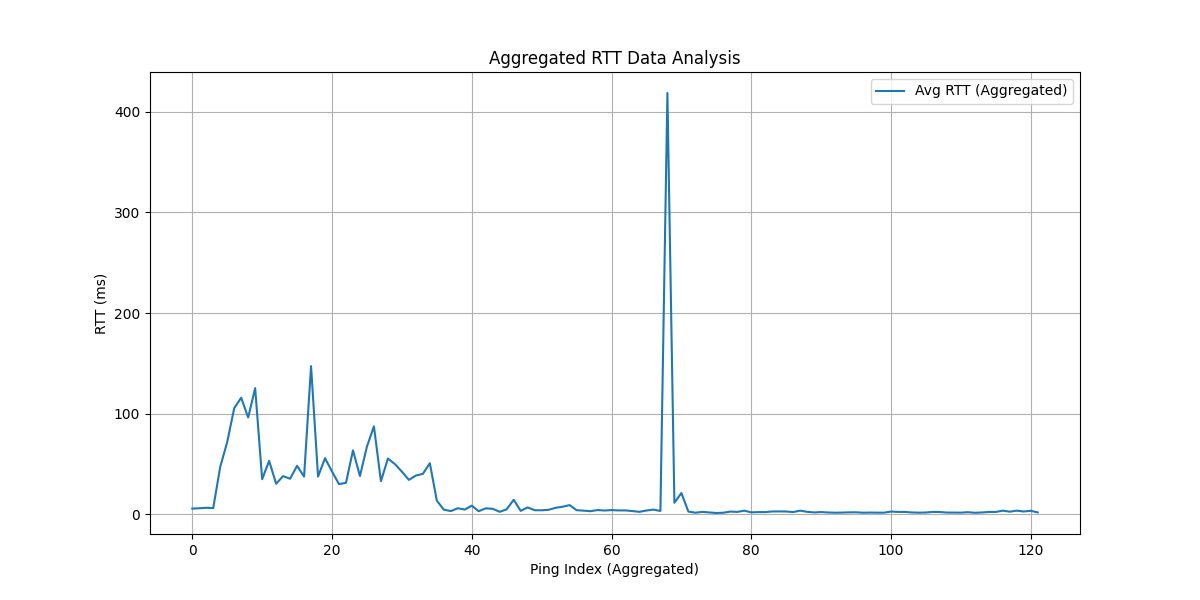 Aggregated RTT Data Analysis
Avg RTT (Aggregated)
RTT (ms)
400
300
200
100
0
0 20 40 60 80 100 120
Ping Index (Aggregated)